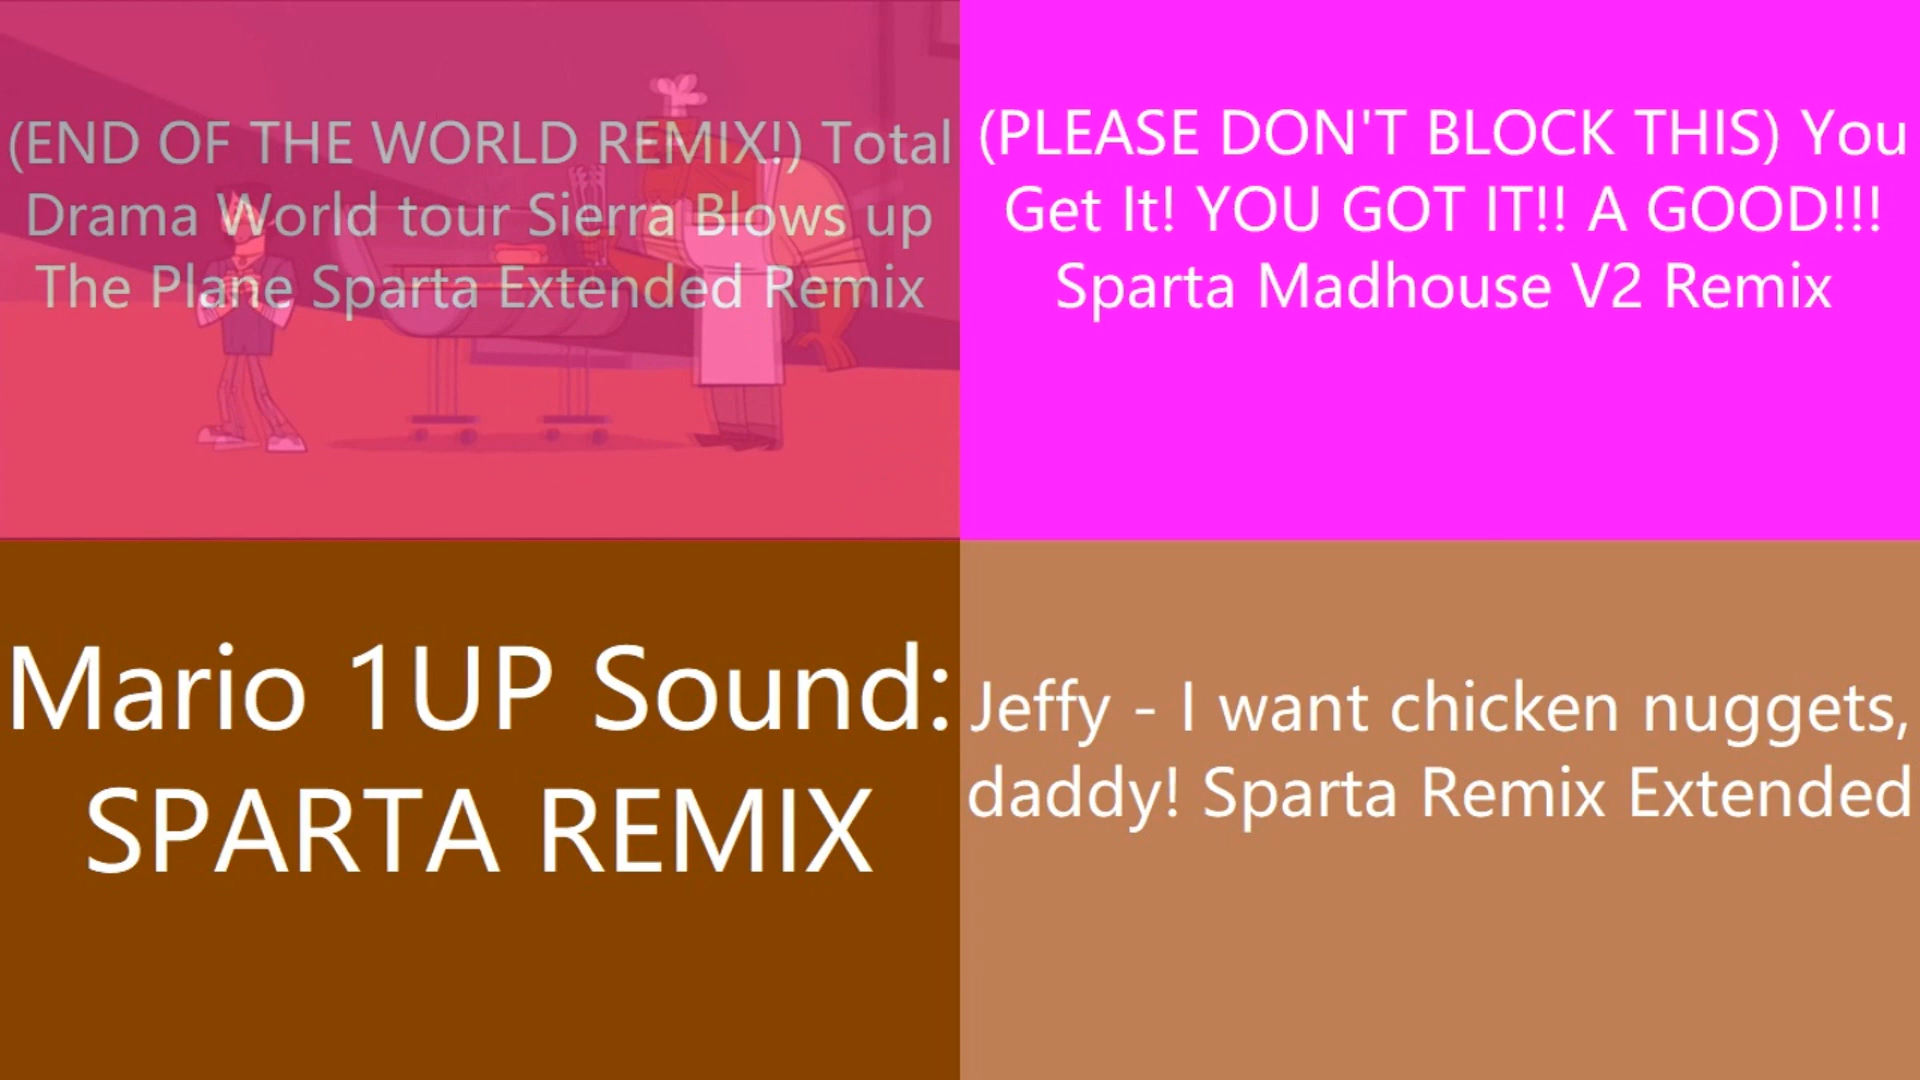 (END OF THE WORLD REMIX!) Total
Drama World tour Sierra Blows up
The Plane Sparta Extended Remix
(PLEASE DON'T BLOCK THIS) You
Get It! YOU GOT IT!! A GOOD!!!
Sparta Madhouse V2 Remix
Mario 1UP Sound:
SPARTA REMIX
Jeffy - I want chicken nuggets,
daddy! Sparta Remix Extended